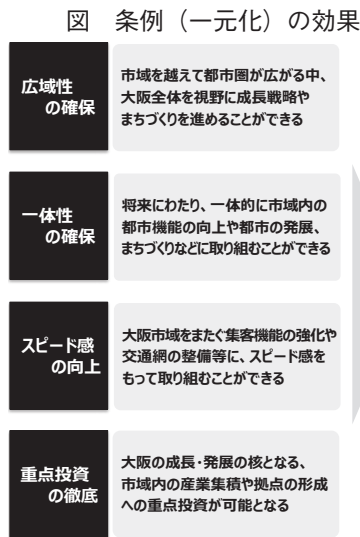 図　条例（一元化）の効果
広域性
の確保
市域を越えて都市圏が広がる中、
大阪全体を視野に成長戦略や
まちづくりを進めることができる
一体性
の確保
将来にわたり、一体的に市域内の
都市機能の向上や都市の発展、
まちづくりなどに取り組むことができる
スピード感
の向上
大阪市域をまたぐ集客機能の強化や
交通網の整備等に、スピード感を
もって取り組むことができる
重点投資
の徹底
大阪の成長・発展の核となる、
市域内の産業集積や拠点の形成
への重点投資が可能となる